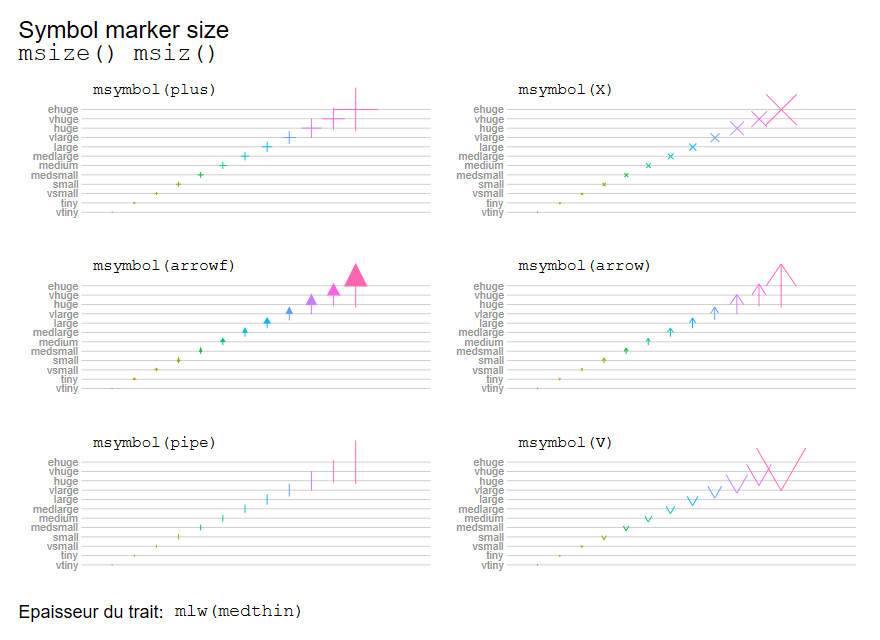 Symbol marker size
msize() msiz()
msymbol(plus)
ehuge
vhuge
huge
vlarge
large
medlarge
medium
medsmall
small
vsmall
tiny
vtiny
msymbol(X)
ehuge
vhuge
huge
vlarge
large
medlarge
medium
medsmall
small
vsmall
tiny
vtiny
msymbol(arrowf)
ehuge
vhuge
huge
vlarge
large
medlarge
medium
medsmall
small
vsmall
tiny
vtiny
msymbol(arrow)
ehuge
vhuge
huge
vlarge
large
medlarge
medium
medsmall
small
vsmall
tiny
vtiny
msymbol(pipe)
ehuge
vhuge
huge
vlarge
large
medlarge
medium
medsmall
small
vsmall
tiny
vtiny
msymbol(V)
ehuge
vhuge
huge
vlarge
large
medlarge
medium
medsmall
small
vsmall
tiny
vtiny
Epaisseur du trait: mlw(medthin)